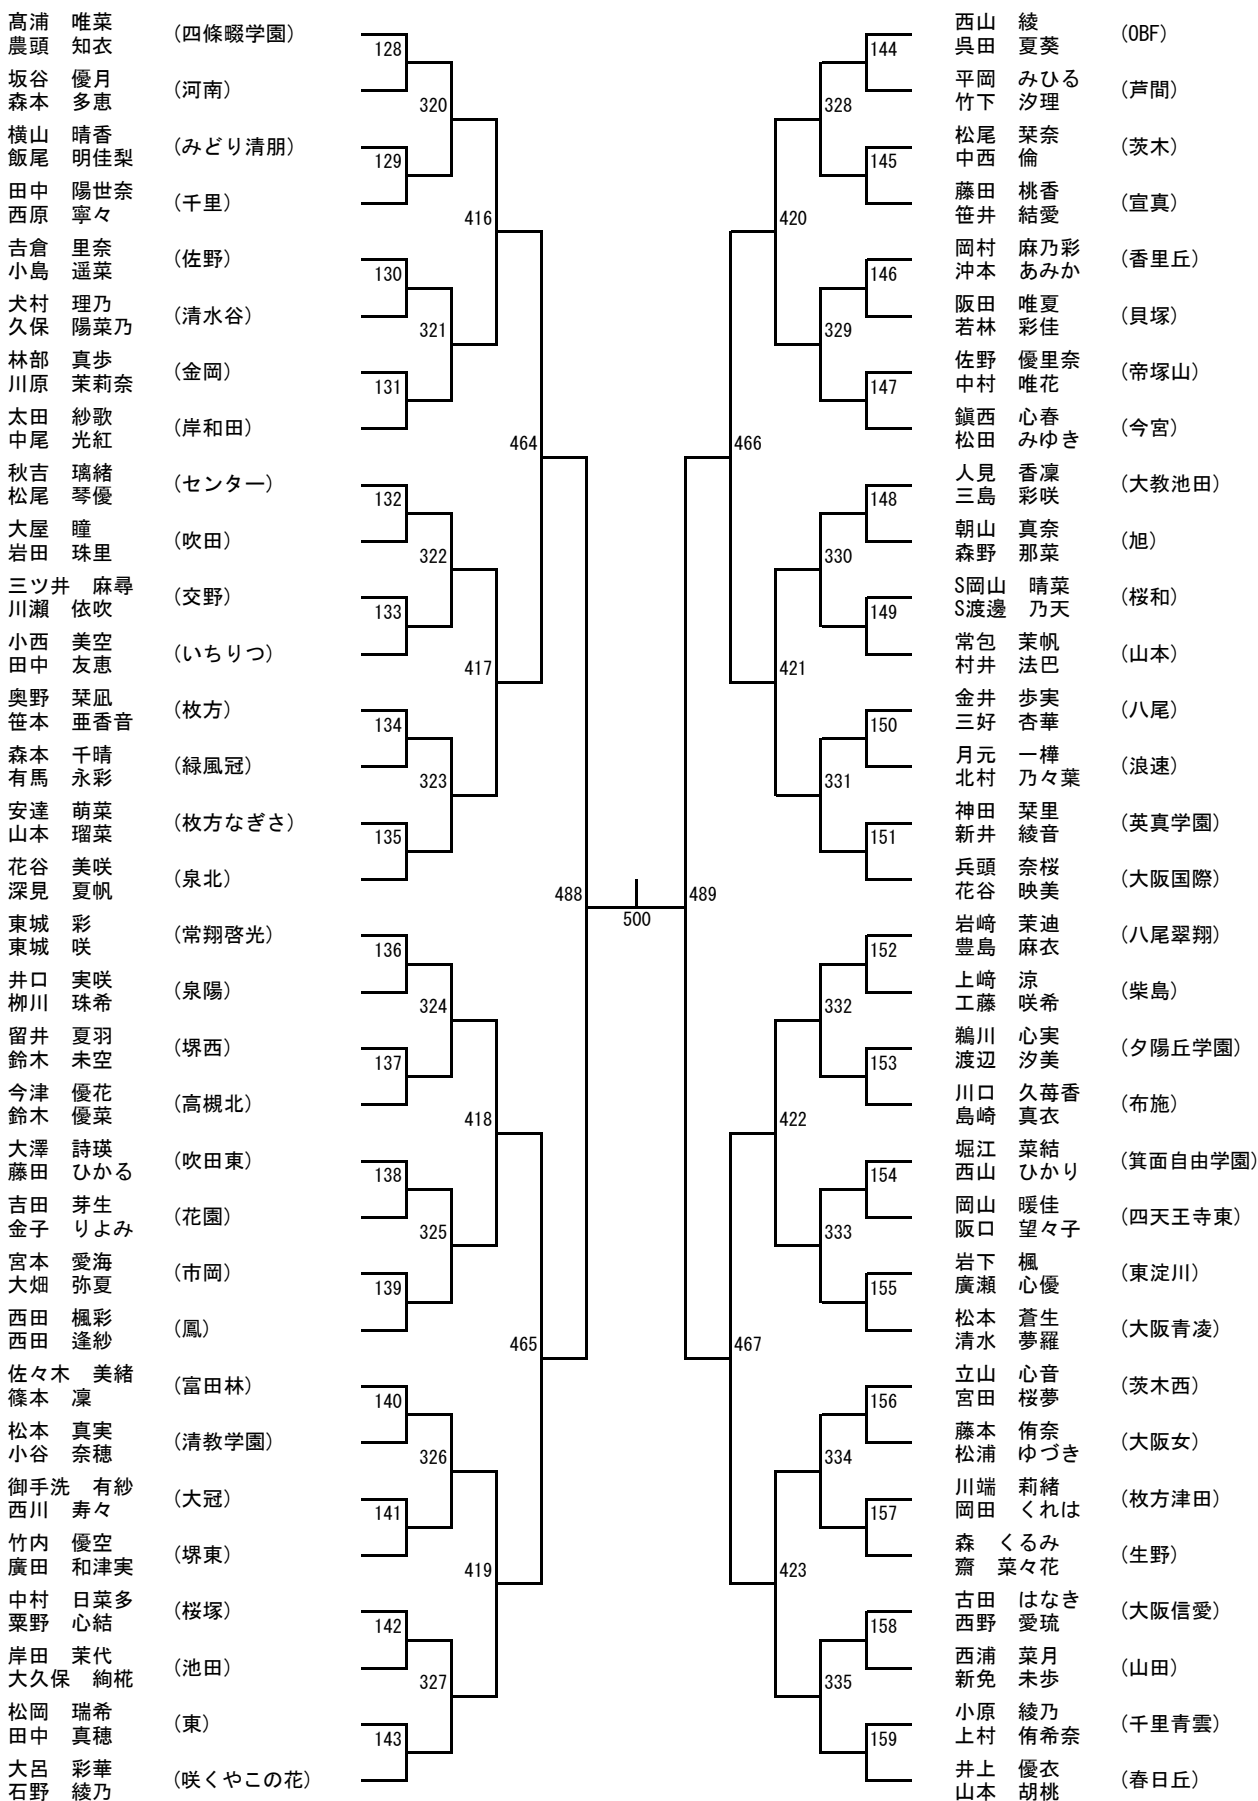 髙浦　唯菜
農頭　知衣
(四條畷学園)
坂谷　優月
森本　多恵
(河南)
横山　晴香
飯尾　明佳梨
(みどり清朋)
田中　陽世奈
西原　寧々
(千里)
𠮷倉　里奈
小島　遥菜
(佐野)
犬村　理乃
久保　陽菜乃
(清水谷)
林部　真歩
川原　茉莉奈
(金岡)
太田　紗歌
中尾　光紅
(岸和田)
秋吉　璃緒
松尾　琴優
(センター)
大屋　瞳
岩田　珠里
(吹田)
三ツ井　麻尋
川瀬　依吹
(交野)
小西　美空
田中　友恵
(いちりつ)
奥野　栞凪
笹本　亜香音
(枚方)
森本　千晴
有馬　永彩
(緑風冠)
安達　萌菜
山本　瑠菜
(枚方なぎさ)
花谷　美咲
深見　夏帆
(泉北)
東城　彩
東城　咲
(常翔啓光)
井口　実咲
栁川　珠希
(泉陽)
留井　夏羽
鈴木　未空
(堺西)
今津　優花
鈴木　優菜
(高槻北)
大澤　詩瑛
藤田　ひかる
(吹田東)
吉田　芽生
金子　りよみ
(花園)
宮本　愛海
大畑　弥夏
(市岡)
西田　楓彩
西田　逢紗
(鳳)
佐々木　美緒
篠本　凜
(富田林)
松本　真実
小谷　奈穂
(清教学園)
御手洗　有紗
西川　寿々
(大冠)
竹内　優空
廣田　和津実
(堺東)
中村　日菜多
粟野　心結
(桜塚)
岸田　茉代
大久保　絢椛
(池田)
松岡　瑞希
田中　真穂
(東)
大呂　彩華
石野　綾乃
(咲くやこの花)
128
129
130
131
132
133
134
135
136
137
138
139
140
141
142
143
320
321
322
323
324
325
326
327
416
417
418
419
464
465
488
500
489
466
467
420
421
422
423
328
329
330
331
332
333
334
335
144
145
146
147
148
149
150
151
152
153
154
155
156
157
158
159
西山　綾
呉田　夏葵
(OBF)
平岡　みひる
竹下　汐理
(芦間)
松尾　栞奈
中西　倫
(茨木)
藤田　桃香
笹井　結愛
(宣真)
岡村　麻乃彩
沖本　あみか
(香里丘)
阪田　唯夏
若林　彩佳
(貝塚)
佐野　優里奈
中村　唯花
(帝塚山)
鎭西　心春
松田　みゆき
(今宮)
人見　香凜
三島　彩咲
(大教池田)
朝山　真奈
森野　那菜
(旭)
S岡山　晴菜
S渡邊　乃天
(桜和)
常包　茉帆
村井　法巴
(山本)
金井　歩実
三好　杏華
(八尾)
月元　一樺
北村　乃々葉
(浪速)
神田　栞里
新井　綾音
(英真学園)
兵頭　奈桜
花谷　映美
(大阪国際)
岩﨑　茉迪
豊島　麻衣
(八尾翠翔)
上﨑　涼
工藤　咲希
(柴島)
鵜川　心実
渡辺　汐美
(夕陽丘学園)
川口　久苺香
島崎　真衣
(布施)
堀江　菜結
西山　ひかり
(箕面自由学園)
岡山　暖佳
阪口　望々子
(四天王寺東)
岩下　楓
廣瀬　心優
(東淀川)
松本　蒼生
清水　夢羅
(大阪青凌)
立山　心音
宮田　桜夢
(茨木西)
藤本　侑奈
松浦　ゆづき
(大阪女)
川端　莉緒
岡田　くれは
(枚方津田)
森　くるみ
齋　菜々花
(生野)
古田　はなき
西野　愛琉
(大阪信愛)
西浦　菜月
新免　未歩
(山田)
小原　綾乃
上村　侑希奈
(千里青雲)
井上　優衣
山本　胡桃
(春日丘)